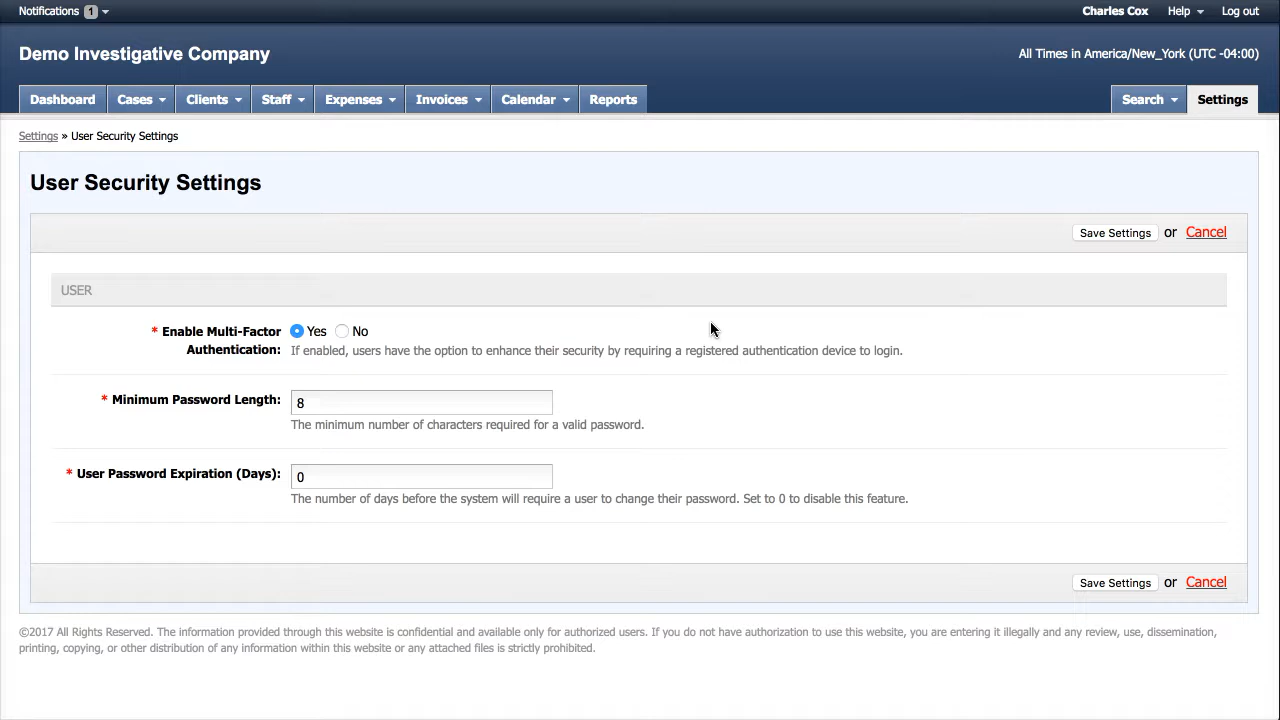 Notifications 1
Charles Cox Help Log out
Demo Investigative Company
All Times in America/New_York (UTC -04:00)
Dashboard Cases Clients Staff Expenses Invoices Calendar Reports Search Settings
Settings » User Security Settings
User Security Settings
Save Settings or Cancel
USER
* Enable Multi-Factor Authentication: Yes No
If enabled, users have the option to enhance their security by requiring a registered authentication device to login.
* Minimum Password Length: 8
The minimum number of characters required for a valid password.
* User Password Expiration (Days): 0
The number of days before the system will require a user to change their password. Set to 0 to disable this feature.
Save Settings or Cancel
©2017 All Rights Reserved. The information provided through this website is confidential and available only for authorized users. If you do not have authorization to use this website, you are entering it illegally and any review, use, dissemination,
printing, copying, or other distribution of any information within this website or any attached files is strictly prohibited.